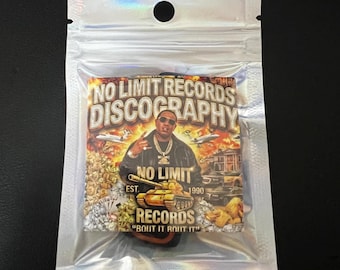 NO LIMIT RECORDS
DISCOGRAPHY
NO LIMIT
EST. 1990
RECORDS
"BOUT IT BOUT IT"